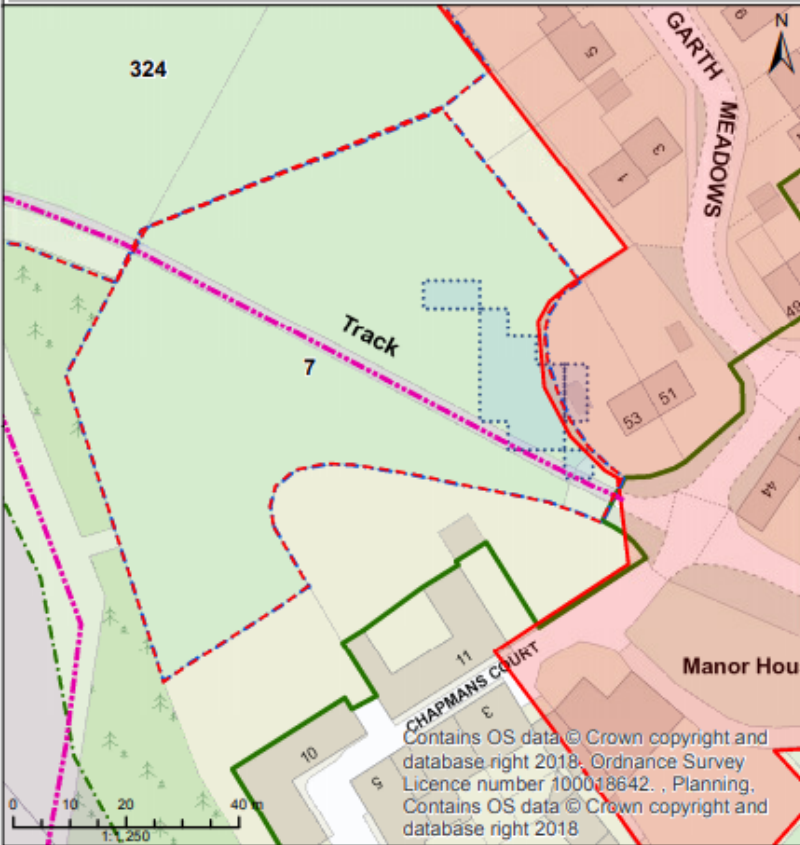 GARTH
MEADOWS
N
324
9
5
3
1
49
Track
7
51
53
44
11
Manor Hou
CHAPMANS COURT
3
10
5
Contains OS data © Crown copyright and
database right 2018. Ordnance Survey
Licence number 100018642. , Planning,
Contains OS data © Crown copyright and
database right 2018
0 10 20 40 m
1:1,250